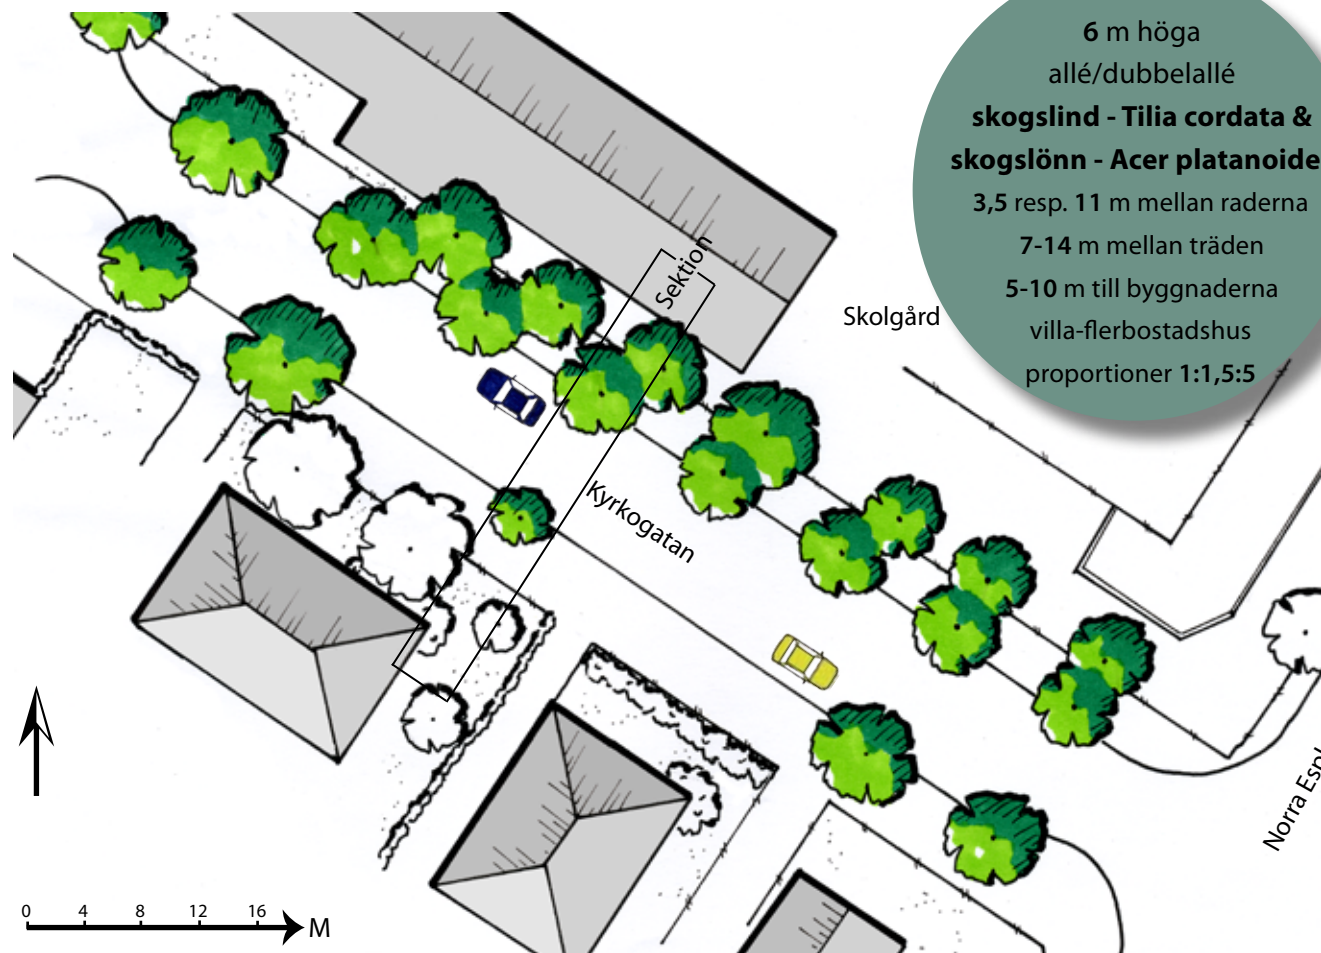 6 m höga
allé/dubbelallé
skogslind - Tilia cordata &
skogslönn - Acer platanoide
3,5 resp. 11 m mellan raderna
7-14 m mellan träden
5-10 m till byggnaderna
villa-flerbostadshus
proportioner 1:1,5:5
Sektion
Skolgård
Kyrkogatan
Norra Espl
0 4 8 12 16
M